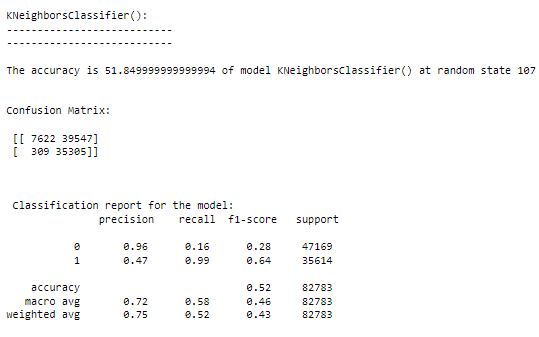 KNeighborsClassifier():
---------------------------
---------------------------
The accuracy is 51.849999999999994 of model KNeighborsClassifier() at random state 107
Confusion Matrix:
[[ 7622 39547]
[ 309 35305]]
Classification report for the model:
precision recall f1-score support
0 0.96 0.16 0.28 47169
1 0.47 0.99 0.64 35614
accuracy 0.52 82783
macro avg 0.72 0.58 0.46 82783
weighted avg 0.75 0.52 0.43 82783